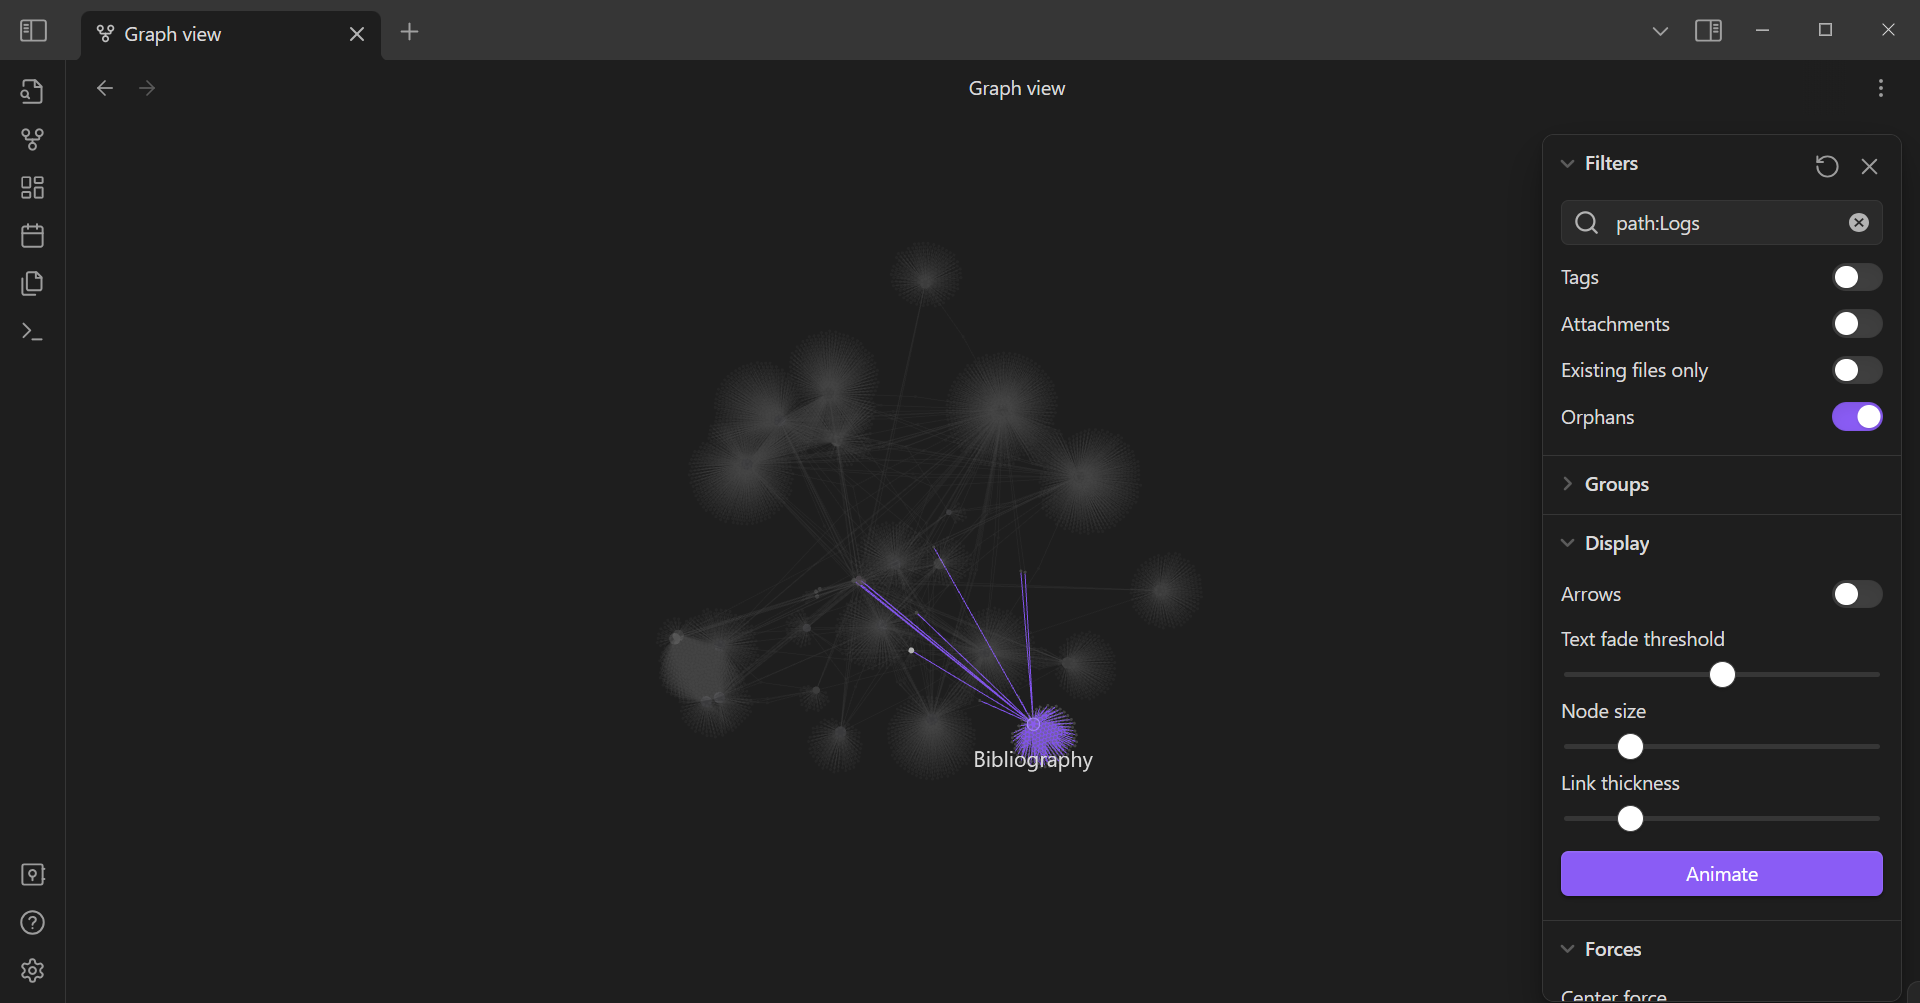 Graph view
Graph view
Filters
path:Logs
Tags
Attachments
Existing files only
Orphans
Groups
Display
Arrows
Text fade threshold
Node size
Link thickness
Animate
Forces
Center force
Bibliography